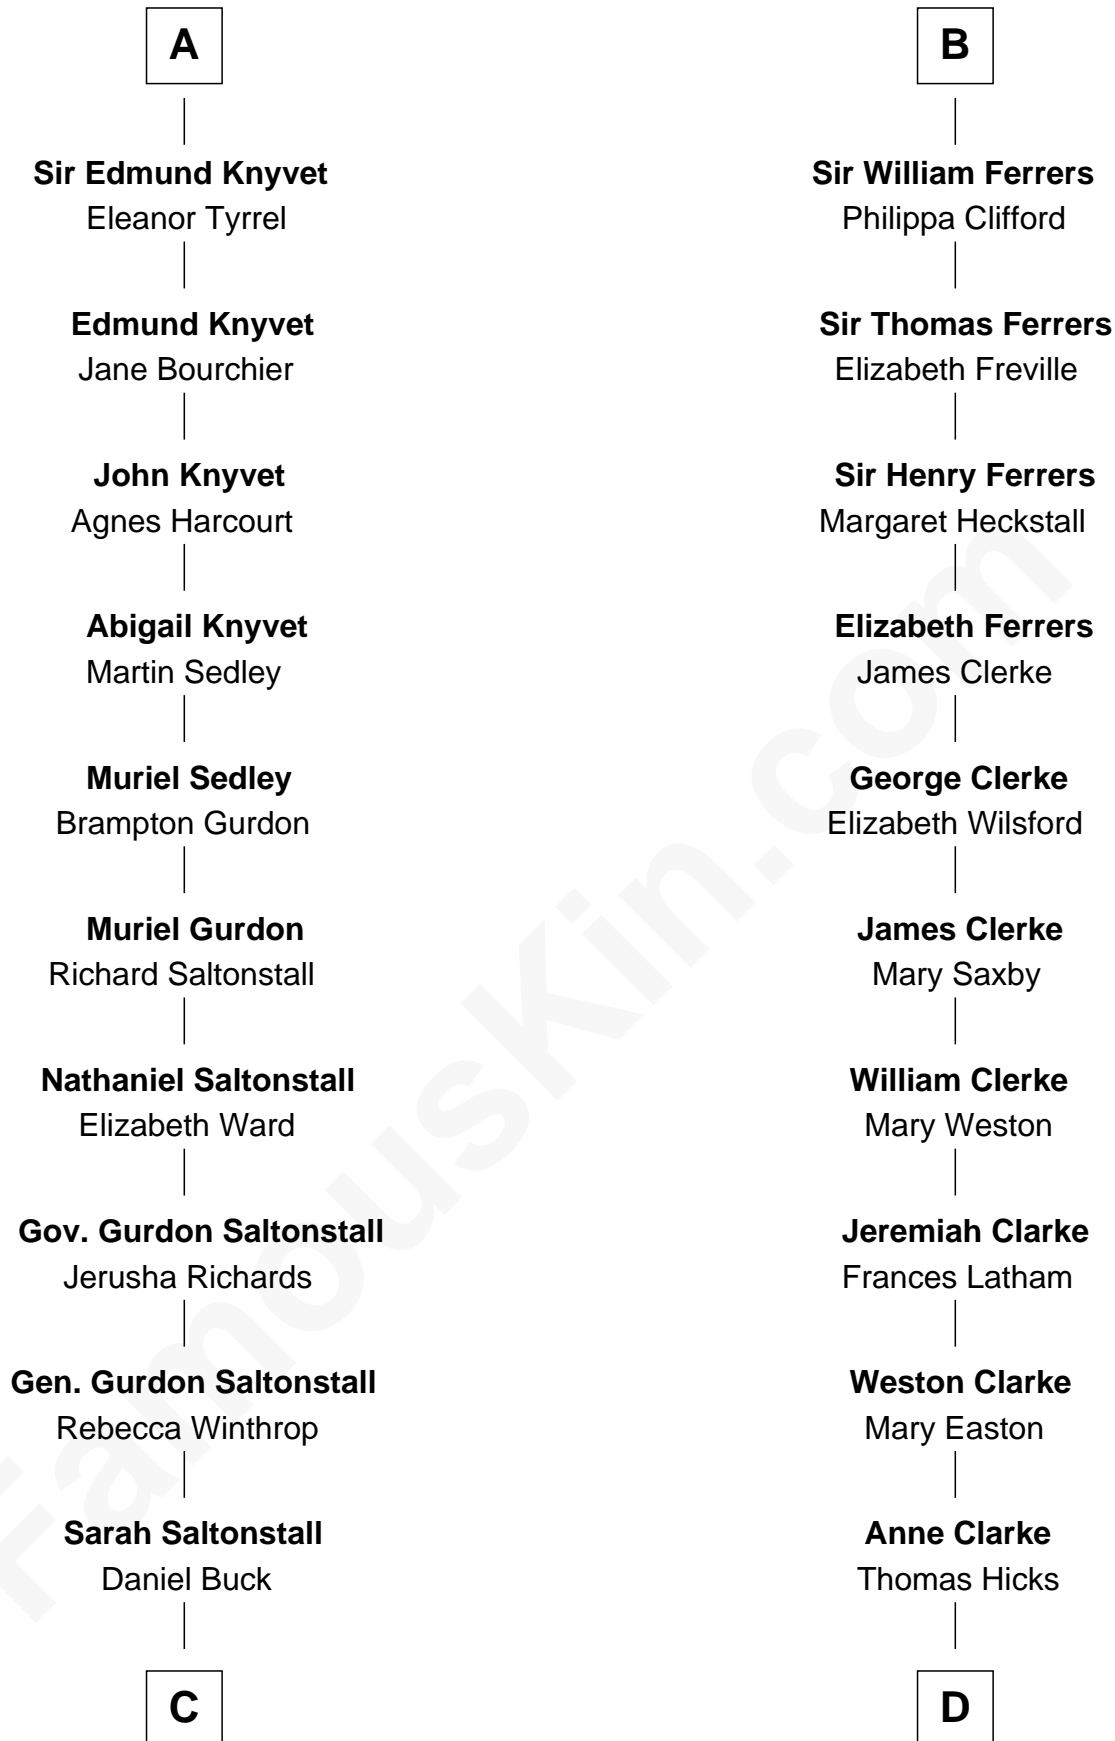 A
Sir Edmund Knyvet
Eleanor Tyrrel
Edmund Knyvet
Jane Bourchier
John Knyvet
Agnes Harcourt
Abigail Knyvet
Martin Sedley
Muriel Sedley
Brampton Gurdon
Muriel Gurdon
Richard Saltonstall
Nathaniel Saltonstall
Elizabeth Ward
Gov. Gurdon Saltonstall
Jerusha Richards
Gen. Gurdon Saltonstall
Rebecca Winthrop
Sarah Saltonstall
Daniel Buck
C
B
Sir William Ferrers
Philippa Clifford
Sir Thomas Ferrers
Elizabeth Freville
Sir Henry Ferrers
Margaret Heckstall
Elizabeth Ferrers
James Clerke
George Clerke
Elizabeth Wilsford
James Clerke
Mary Saxby
William Clerke
Mary Weston
Jeremiah Clarke
Frances Latham
Weston Clarke
Mary Easton
Anne Clarke
Thomas Hicks
D
FamousKin.com